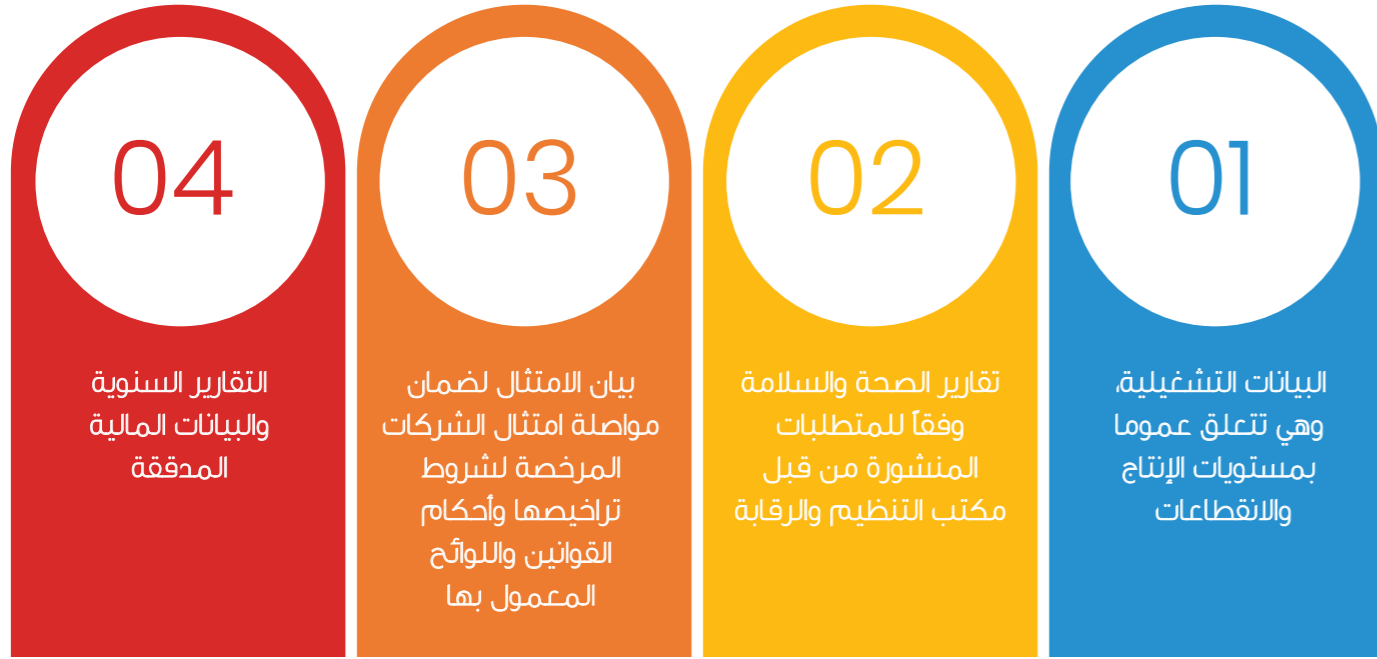 01
البيانات التشغيلية،
وهي تتعلق عموما
بمستويات الإنتاج
والانقطاعات
02
تقارير الصحة والسلامة
وفقاً للمتطلبات
المنشورة من قبل
مكتب التنظيم والرقابة
03
بيان الامتثال لضمان
مواصلة امتثال الشركات
المرخصة لشروط
تراخيصها وأحكام
القوانين واللوائح
المعمول بها
04
التقارير السنوية
والبيانات المالية
المدققة